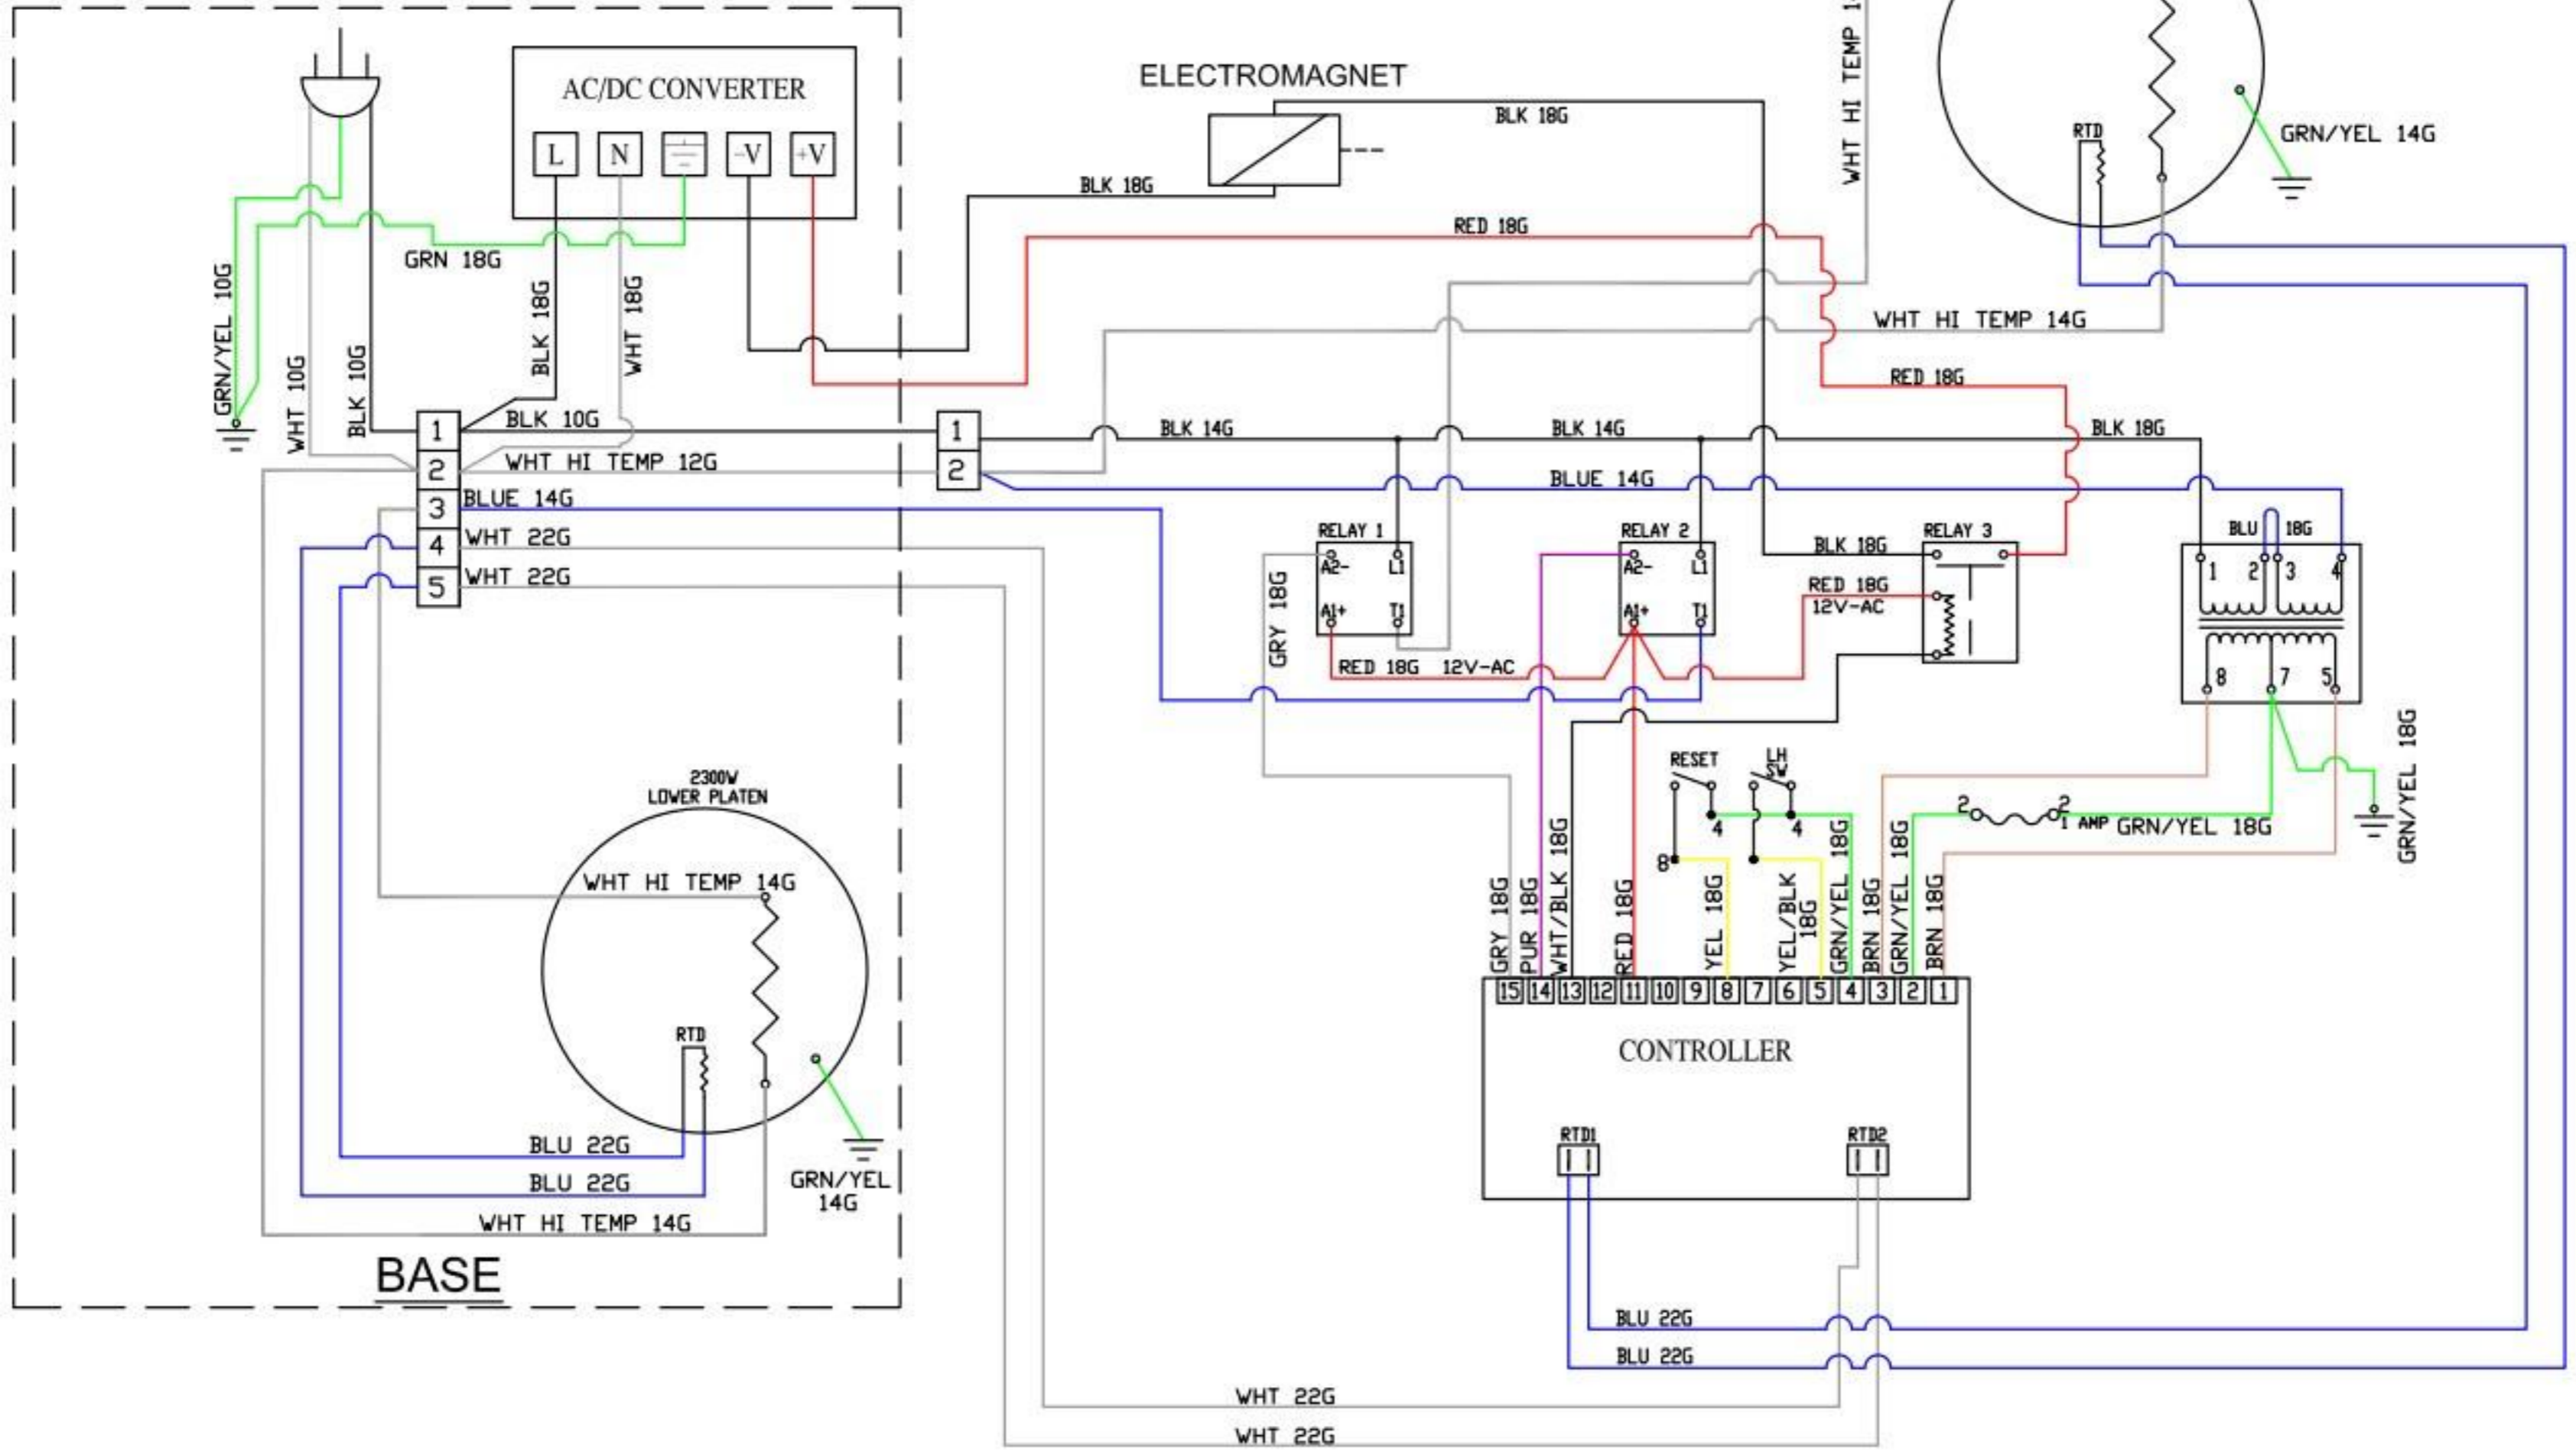 AC/DC CONVERTER
L N -V +V
ELECTROMAGNET
BLK 18G
BLK 18G
RED 18G
WHT HI TEMP
RTD
GRN/YEL 14G
GRN 18G
GRN/YEL 10G
WHT 10G
BLK 10G
BLK 18G
WHT 18G
WHT HI TEMP 14G
RED 18G
1 BLK 10G
2 WHT HI TEMP 12G
3 BLUE 14G
4 WHT 22G
5 WHT 22G
1
2
BLK 14G
BLK 14G
BLK 18G
BLUE 14G
RELAY 1
A2- L1
A1+ T1
GRY 18G
RED 18G 12V-AC
RELAY 2
A2- L1
A1+ T1
RELAY 3
BLK 18G
RED 18G
12V-AC
BLU 18G
1 2 3 4
8 7 5
GRN/YEL 18G
2300W
LOWER PLATEN
WHT HI TEMP 14G
RTD
BLU 22G
BLU 22G
WHT HI TEMP 14G
GRN/YEL
14G
BASE
RESET
LH
SW
4
4
8
2 2
1 AMP GRN/YEL 18G
GRY 18G
PUR 18G
WHT/BLK 18G
RED 18G
YEL 18G
YEL/BLK
18G
GRN/YEL 18G
BRN 18G
GRN/YEL 18G
BRN 18G
15 14 13 12 11 10 9 8 7 6 5 4 3 2 1
CONTROLLER
RTD1
RTD2
BLU 22G
BLU 22G
WHT 22G
WHT 22G